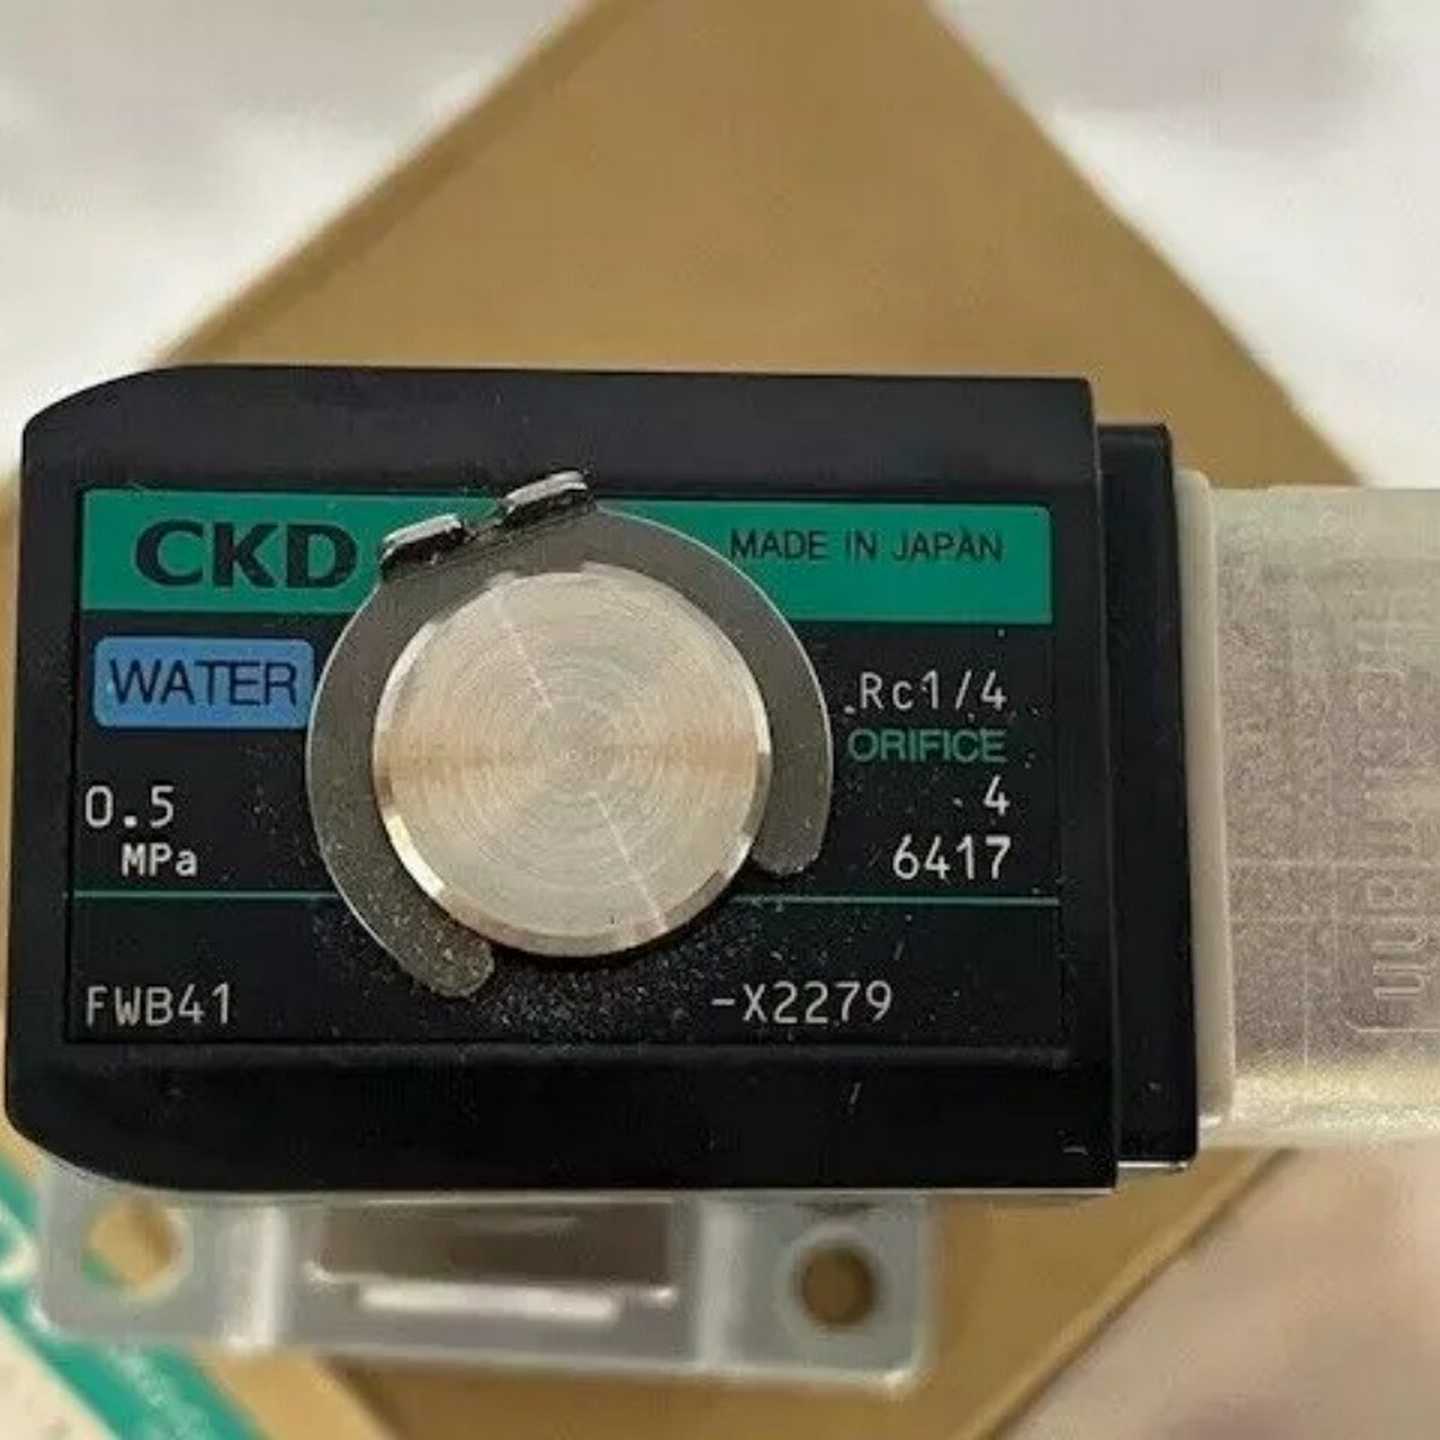 CKD
MADE IN JAPAN
WATER
Rc1/4
ORIFICE
0.5
4
MPa
6417
FWB41
-X2279